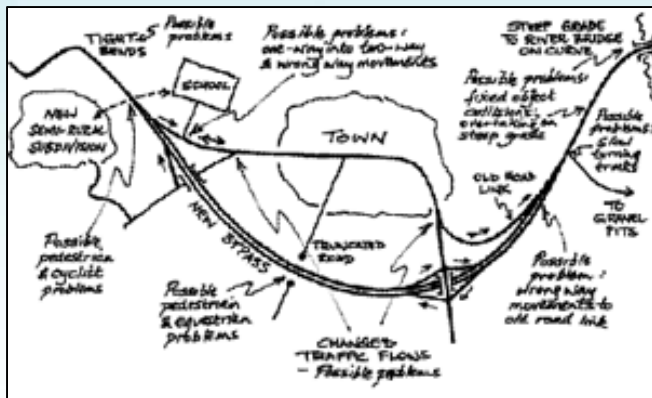 TIGHT BENDS
Possible
problems
Possible problems:
one-way into two-way
& wrong way movements
STEEP GRADE
TO RIVER BRIDGE
ON CURVE
SCHOOL
NEW
SEMI-RURAL
SUBDIVISION
TOWN
Possible problems:
fixed object
collisions;
overtaking on
steep grade
Possible
problems:
slow
turning
trucks
OLD ROAD
LINK
TO
GRAVEL
PITS
NEW BYPASS
TRUNCATED
ROAD
Possible
pedestrian
& cyclist
problems
Possible
pedestrian
& equestrian
problems
CHANGED
TRAFFIC FLOWS
- Possible problems
Possible
problem:
wrong way
movements to
old road link